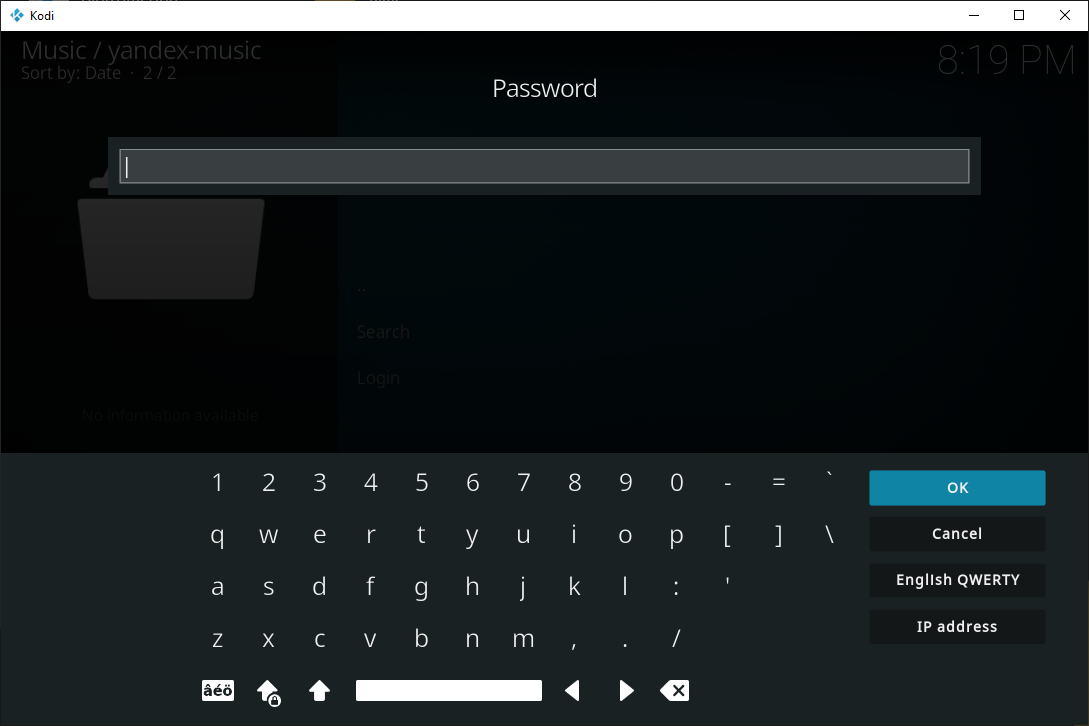 Kodi
Music / yandex-music
Sort by: Date · 2 / 2
8:19 PM
Password
..
Search
Login
No information available
1 2 3 4 5 6 7 8 9 0 - = `
q w e r t y u i o p [ ] \
a s d f g h j k l : '
z x c v b n m , . /
âéö
OK
Cancel
English QWERTY
IP address